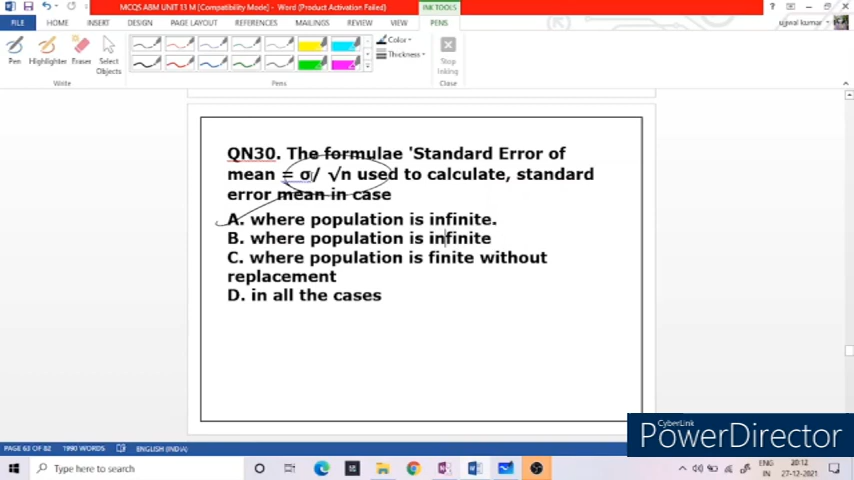 MCQS ABM UNIT 13 M [Compatibility Mode] - Word (Product Activation Failed)
INK TOOLS
FILE HOME INSERT DESIGN PAGE LAYOUT REFERENCES MAILINGS REVIEW VIEW PENS
ujjwal kumar
Pen Highlighter Eraser Select Objects
Color
Thickness
Stop Inking
Write Pens Close
QN30. The formulae 'Standard Error of
mean = σ/ √n used to calculate, standard
error mean in case
A. where population is infinite.
B. where population is infinite
C. where population is finite without
replacement
D. in all the cases
CyberLink
PowerDirector
PAGE 63 OF 82 1990 WORDS ENGLISH (INDIA)
Type here to search
ENG 20:12
IN 27-12-2021